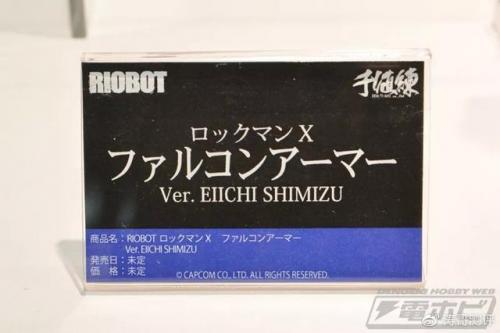 RIOBOT
千値練
ロックマンX
ファルコンアーマー
Ver. EIICHI SHIMIZU
商品名：RIOBOT ロックマンX　ファルコンアーマー
Ver. EIICHI SHIMIZU
発売日：未定
価　格：未定
© CAPCOM CO., LTD. ALL RIGHTS RESERVED.
DENGEKI HOBBY WEB
電ホビ